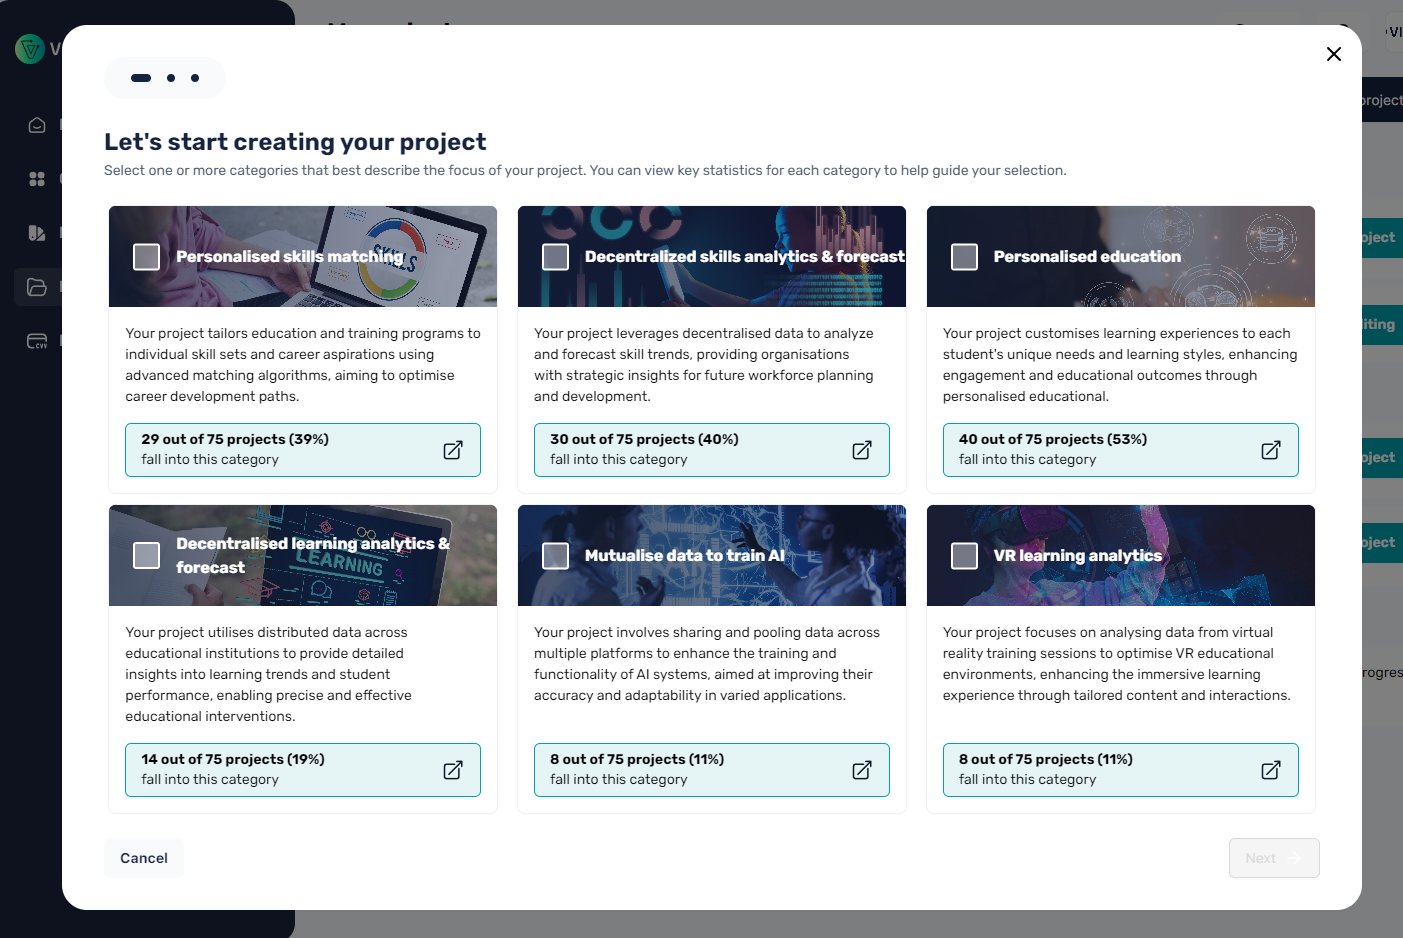 Let's start creating your project
Select one or more categories that best describe the focus of your project. You can view key statistics for each category to help guide your selection.
Personalised skills matching
SKILLS
Your project tailors education and training programs to
individual skill sets and career aspirations using
advanced matching algorithms, aiming to optimise
career development paths.
29 out of 75 projects (39%)
fall into this category
Decentralized skills analytics & forecast
Your project leverages decentralised data to analyze
and forecast skill trends, providing organisations
with strategic insights for future workforce planning
and development.
30 out of 75 projects (40%)
fall into this category
Personalised education
Your project customises learning experiences to each
student's unique needs and learning styles, enhancing
engagement and educational outcomes through
personalised educational.
40 out of 75 projects (53%)
fall into this category
Decentralised learning analytics &
forecast
LEARNING
Your project utilises distributed data across
educational institutions to provide detailed
insights into learning trends and student
performance, enabling precise and effective
educational interventions.
14 out of 75 projects (19%)
fall into this category
Mutualise data to train AI
Your project involves sharing and pooling data across
multiple platforms to enhance the training and
functionality of AI systems, aimed at improving their
accuracy and adaptability in varied applications.
8 out of 75 projects (11%)
fall into this category
VR learning analytics
Your project focuses on analysing data from virtual
reality training sessions to optimise VR educational
environments, enhancing the immersive learning
experience through tailored content and interactions.
8 out of 75 projects (11%)
fall into this category
Cancel
Next